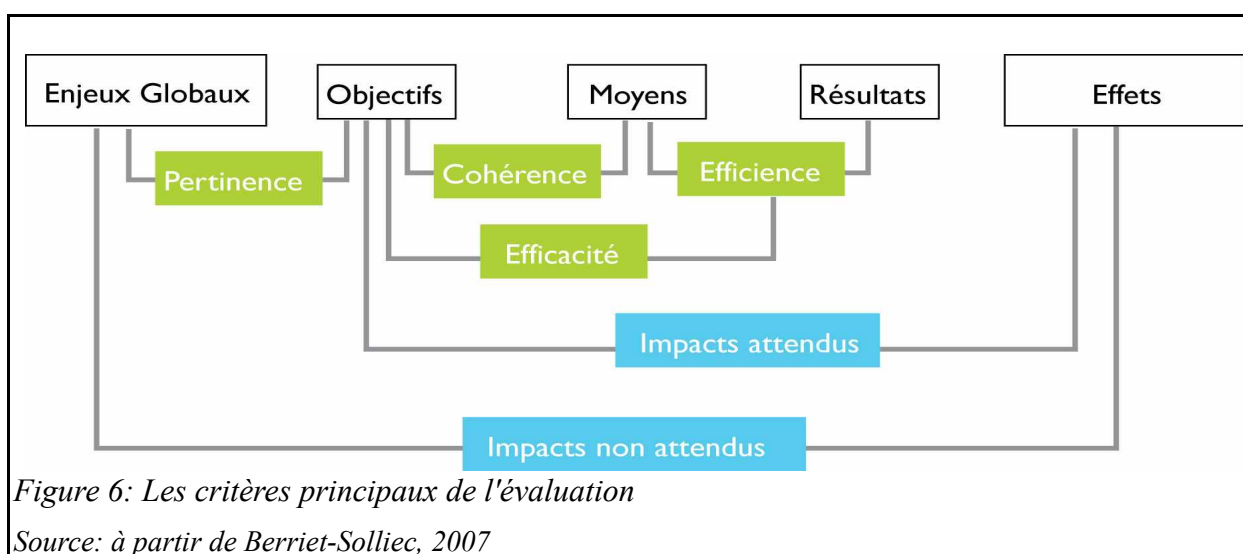 Enjeux Globaux
Objectifs
Moyens
Résultats
Effets
Pertinence
Cohérence
Efficience
Efficacité
Impacts attendus
Impacts non attendus
Figure 6: Les critères principaux de l'évaluation
Source: à partir de Berriet-Solliec, 2007